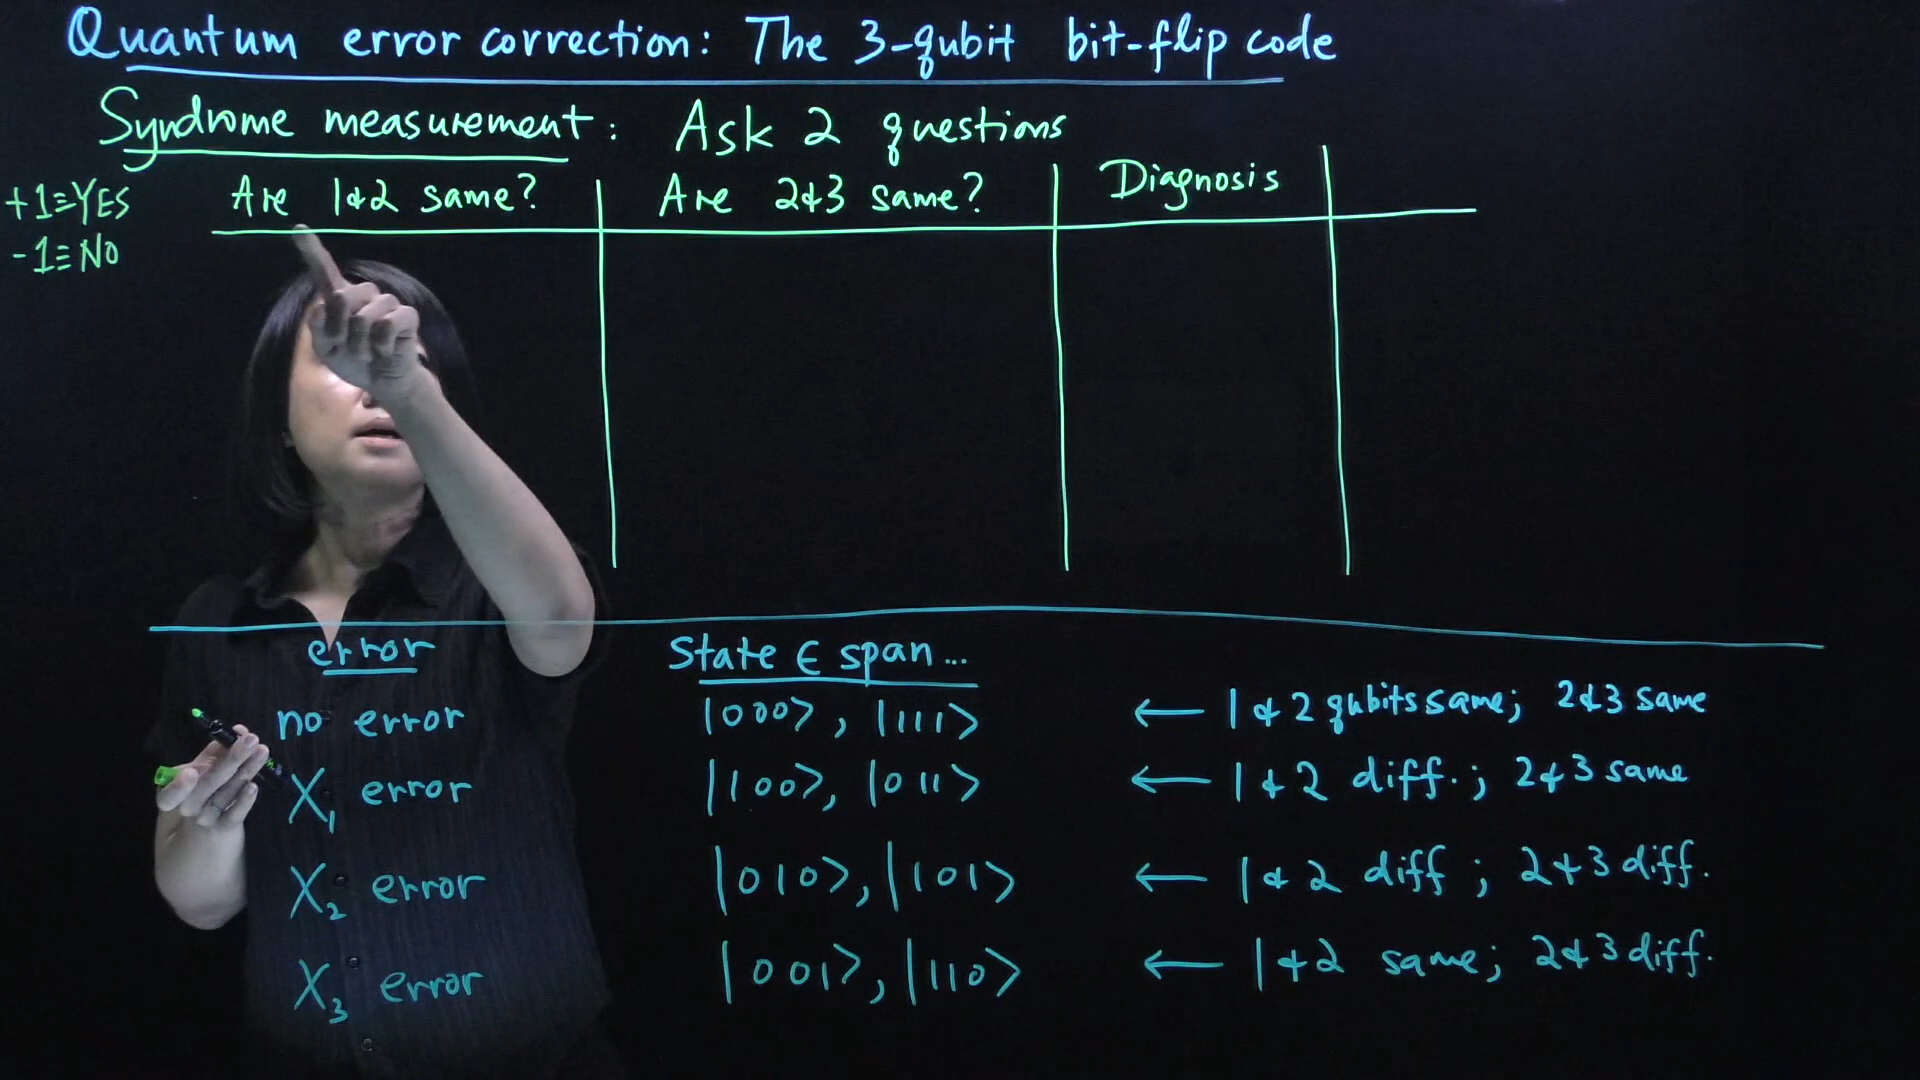 Quantum error correction: The 3-qubit bit-flip code
Syndrome measurement: Ask 2 questions
+1≡YES
-1≡NO
Are 1&2 same? Are 2&3 same? Diagnosis
error State ∈ span...
no error |000⟩, |111⟩ ← 1 & 2 qubits same; 2&3 same
X₁ error |100⟩, |011⟩ ← 1 & 2 diff.; 2&3 same
X₂ error |010⟩, |101⟩ ← 1 & 2 diff; 2&3 diff.
X₃ error |001⟩, |110⟩ ← 1 & 2 same; 2&3 diff.